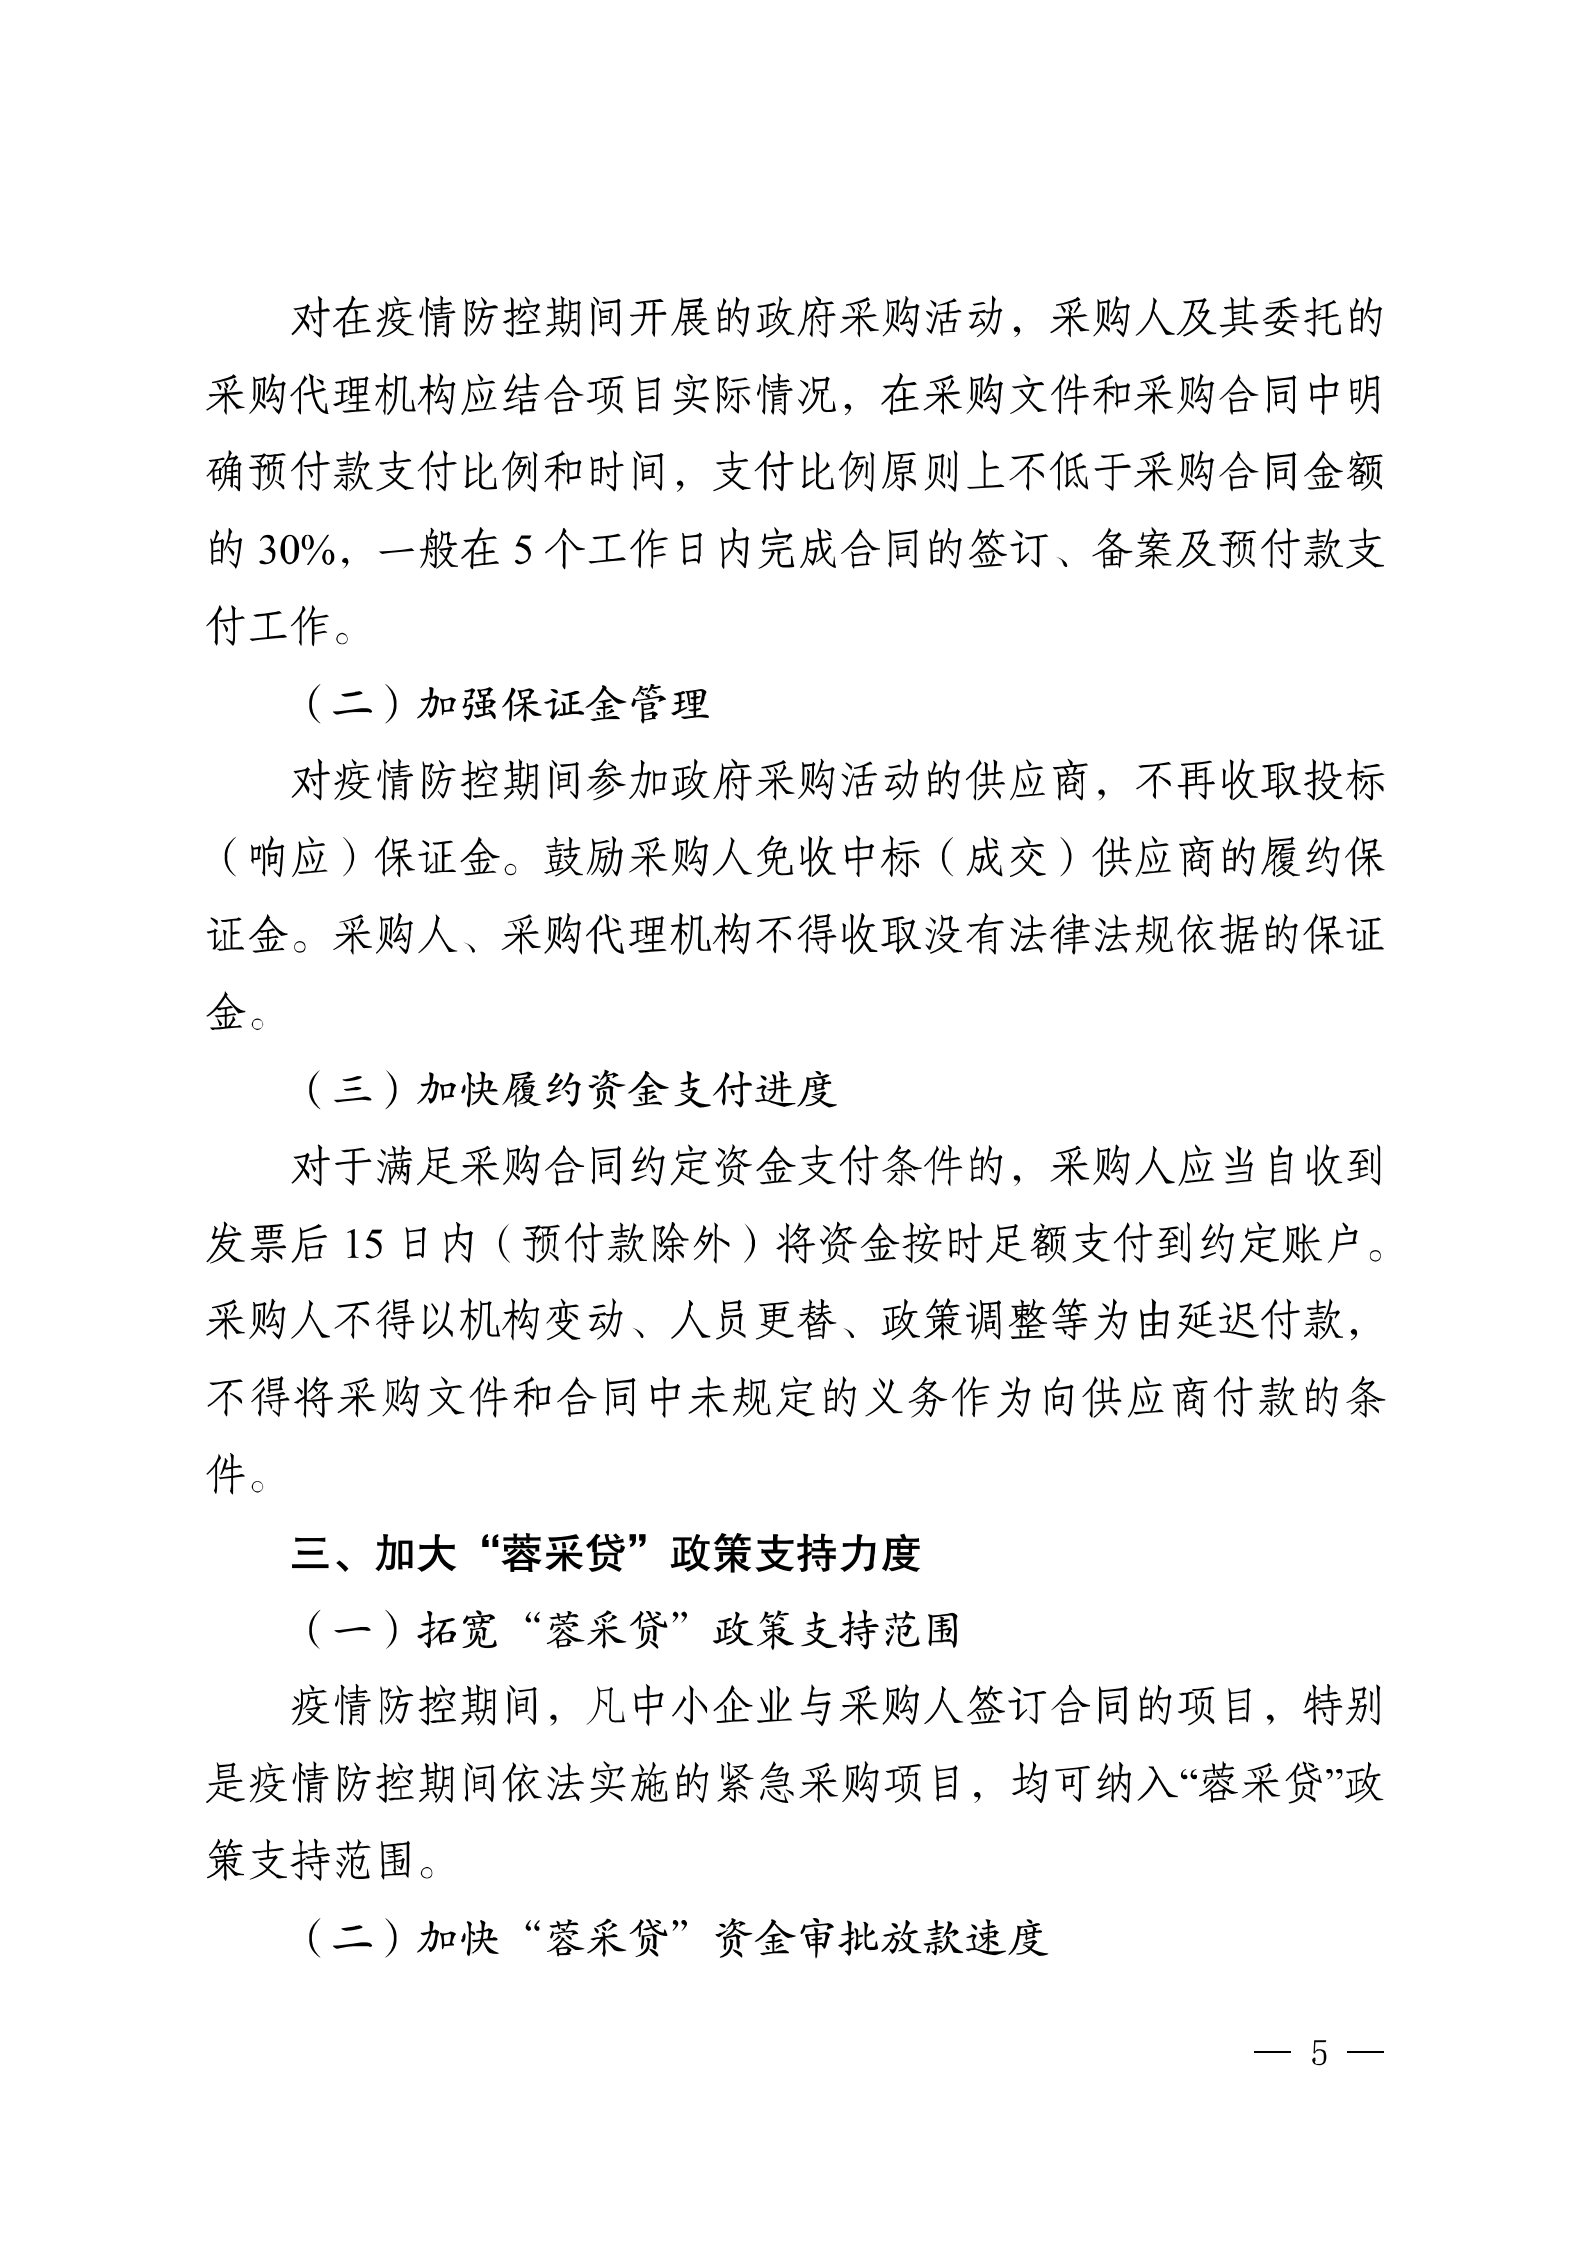 对在疫情防控期间开展的政府采购活动，采购人及其委托的
采购代理机构应结合项目实际情况，在采购文件和采购合同中明
确预付款支付比例和时间，支付比例原则上不低于采购合同金额
的 30%，一般在 5 个工作日内完成合同的签订、备案及预付款支
付工作。
（二）加强保证金管理
对疫情防控期间参加政府采购活动的供应商，不再收取投标
（响应）保证金。鼓励采购人免收中标（成交）供应商的履约保
证金。采购人、采购代理机构不得收取没有法律法规依据的保证
金。
（三）加快履约资金支付进度
对于满足采购合同约定资金支付条件的，采购人应当自收到
发票后 15 日内（预付款除外）将资金按时足额支付到约定账户。
采购人不得以机构变动、人员更替、政策调整等为由延迟付款，
不得将采购文件和合同中未规定的义务作为向供应商付款的条
件。
三、加大“蓉采贷”政策支持力度
（一）拓宽“蓉采贷”政策支持范围
疫情防控期间，凡中小企业与采购人签订合同的项目，特别
是疫情防控期间依法实施的紧急采购项目，均可纳入“蓉采贷”政
策支持范围。
（二）加快“蓉采贷”资金审批放款速度
— 5 —